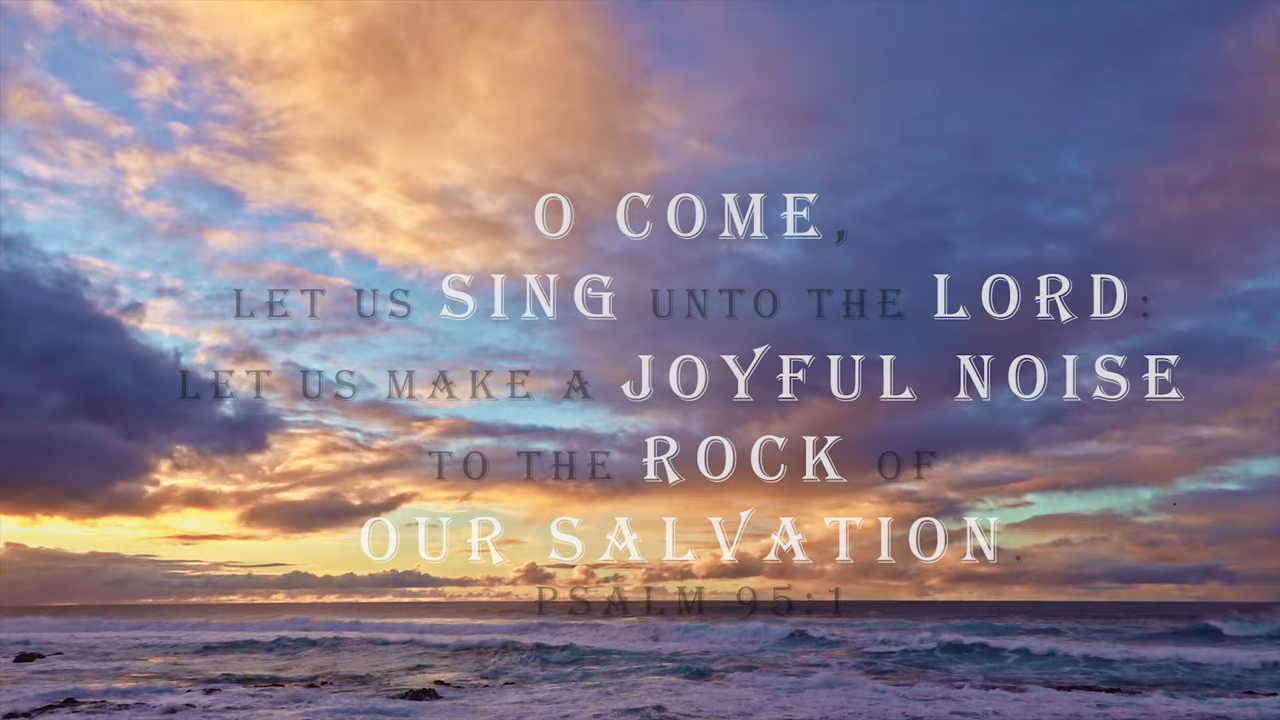 O COME,
LET US SING UNTO THE LORD:
LET US MAKE A JOYFUL NOISE
TO THE ROCK OF
OUR SALVATION.
PSALM 95:1